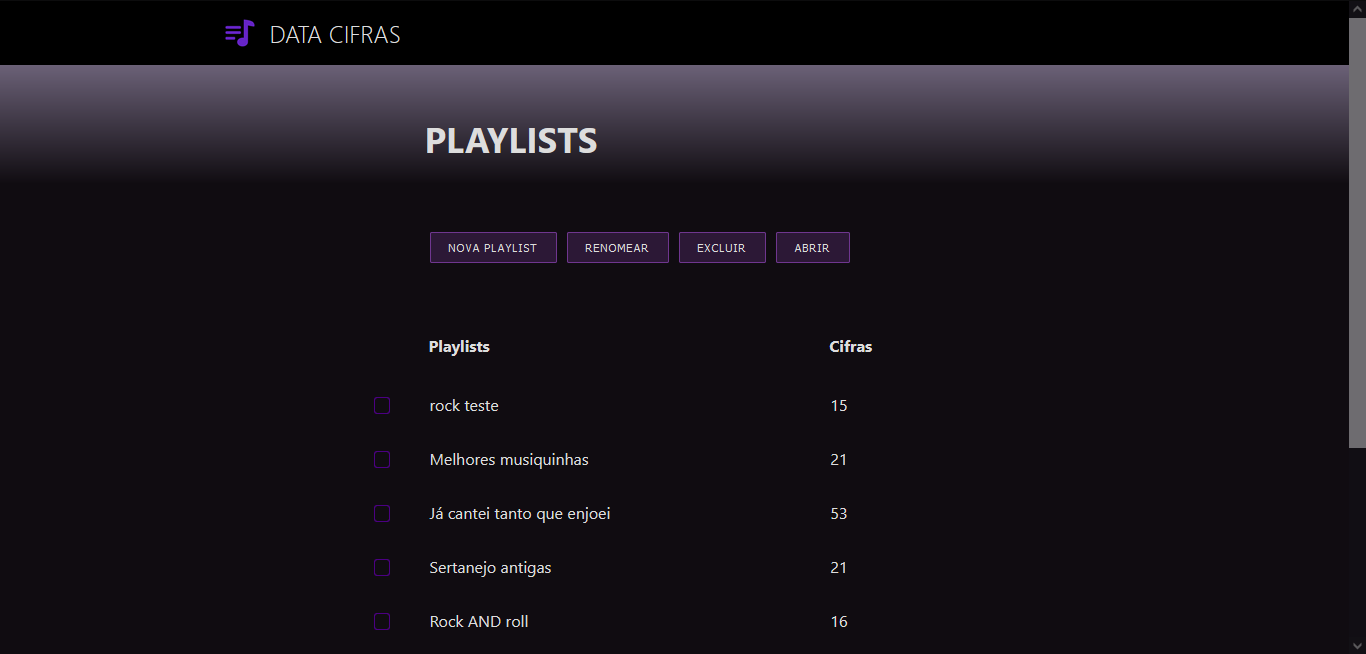 DATA CIFRAS
PLAYLISTS
NOVA PLAYLIST RENOMEAR EXCLUIR ABRIR
Playlists Cifras
rock teste 15
Melhores musiquinhas 21
Já cantei tanto que enjoei 53
Sertanejo antigas 21
Rock AND roll 16